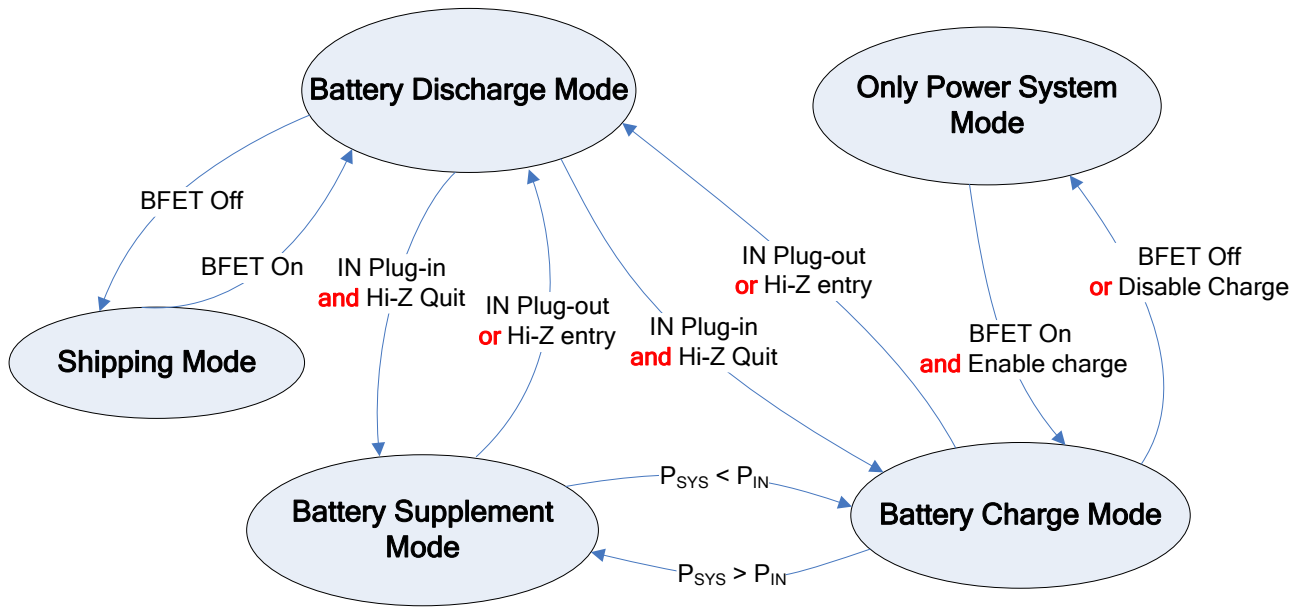 Battery Discharge Mode
Only Power System
Mode
BFET Off
BFET On
IN Plug-in
and Hi-Z Quit
IN Plug-out
or Hi-Z entry
IN Plug-in
and Hi-Z Quit
IN Plug-out
or Hi-Z entry
BFET Off
or Disable Charge
BFET On
and Enable charge
Shipping Mode
Battery Supplement
Mode
PSYS < PIN
PSYS > PIN
Battery Charge Mode